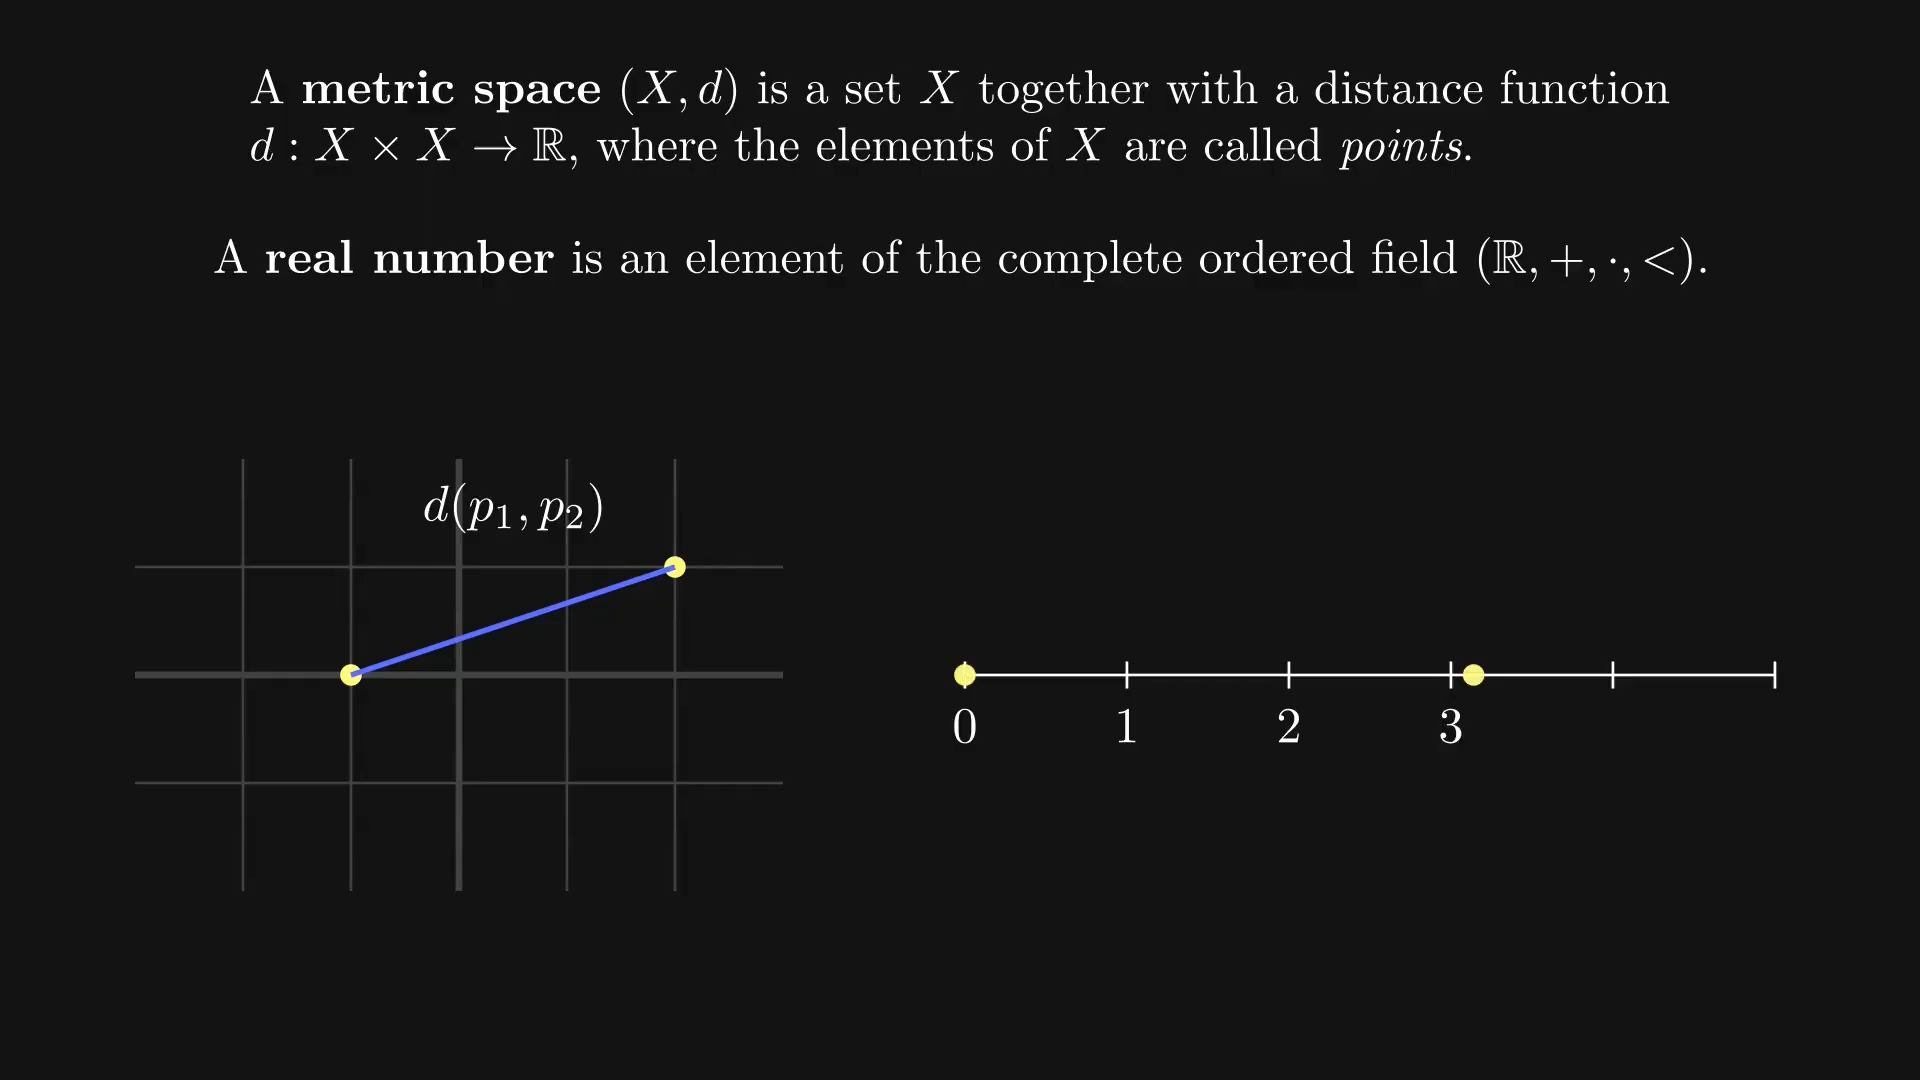 A metric space (X, d) is a set X together with a distance function
d : X × X → ℝ, where the elements of X are called points.
A real number is an element of the complete ordered field (ℝ, +, ·, <).
d(p₁, p₂)
0 1 2 3